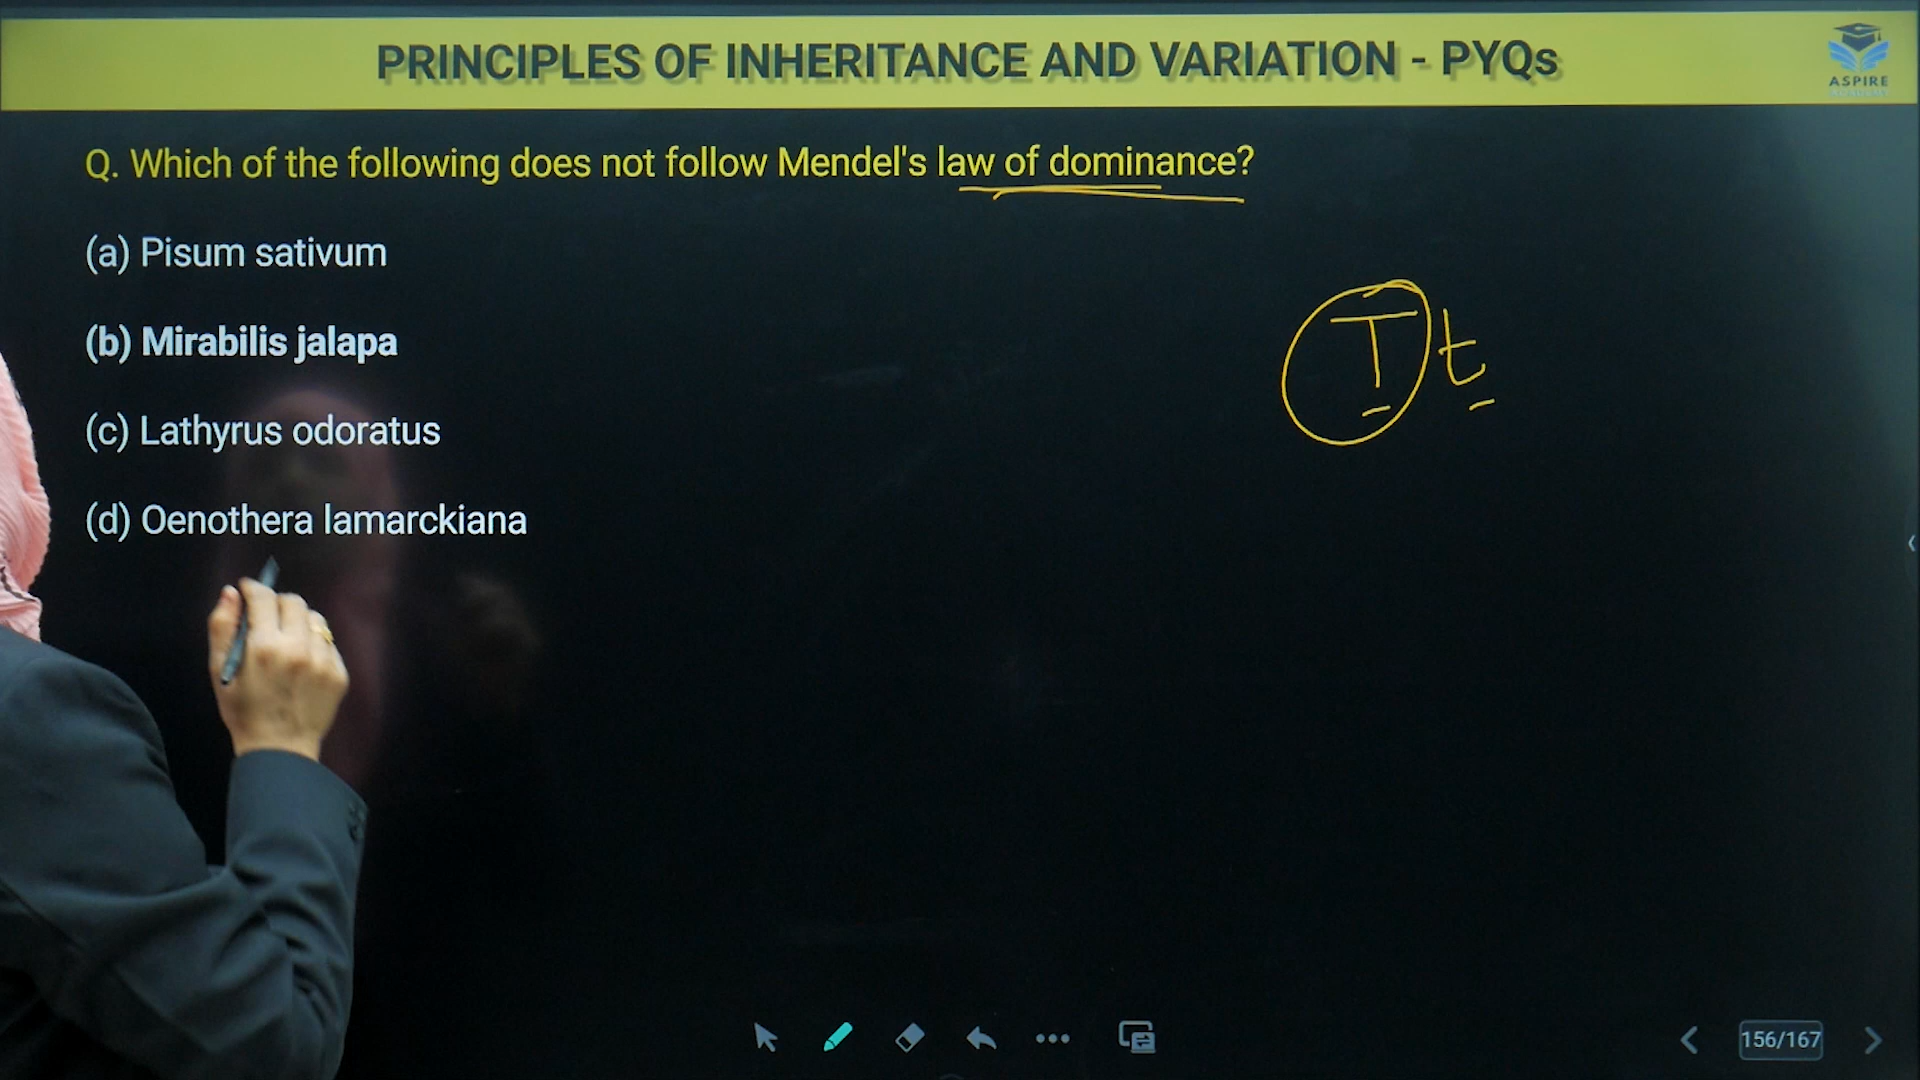 PRINCIPLES OF INHERITANCE AND VARIATION - PYQs
ASPIRE
Q. Which of the following does not follow Mendel's law of dominance?
(a) Pisum sativum
(b) Mirabilis jalapa
(c) Lathyrus odoratus
(d) Oenothera lamarckiana
T t
156/167